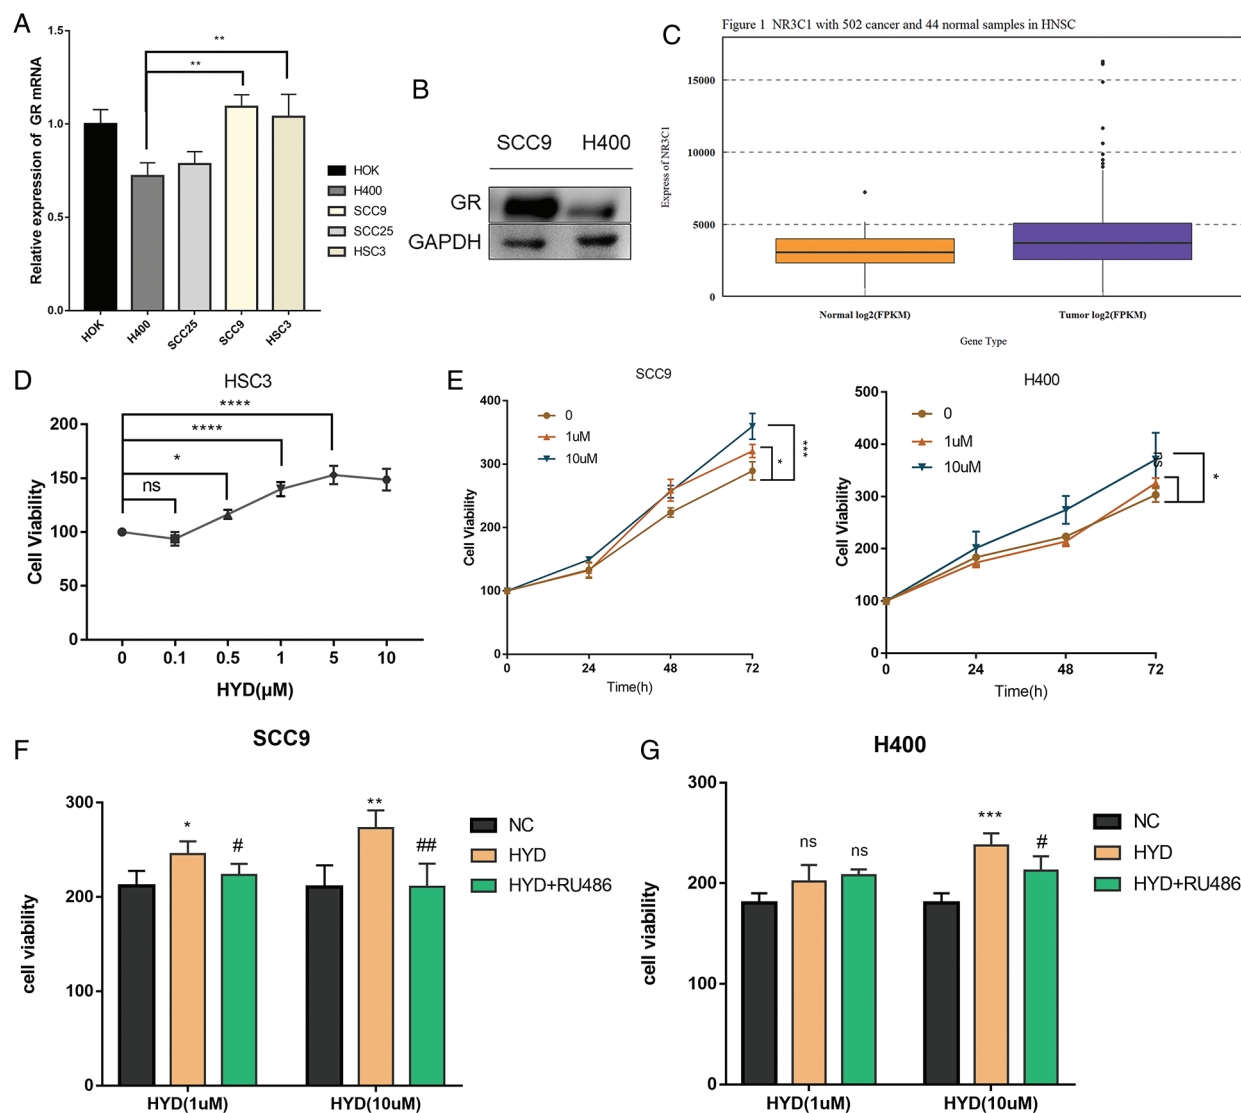 A
Relative expression of GR mRNA
1.5
1.0
0.5
0.0
**
**
HOK
H400
SCC25
SCC9
HSC3
HOK
H400
SCC9
SCC25
HSC3
B
SCC9 H400
GR
GAPDH
C
Figure 1 NR3C1 with 502 cancer and 44 normal samples in HNSC
Express of NR3C1
15000
10000
5000
0
Normal log2(FPKM)
Tumor log2(FPKM)
Gene Type
D
HSC3
Cell Viability
200
150
100
50
0
****
****
*
ns
0 0.1 0.5 1 5 10
HYD(μM)
E
SCC9
Cell Viability
400
300
200
100
0
0
1uM
10uM
*
***
0 24 48 72
Time(h)
H400
Cell Viability
500
400
300
200
100
0
0
1uM
10uM
ns
*
0 24 48 72
Time(h)
F
SCC9
cell viability
300
200
100
0
*
#
**
##
NC
HYD
HYD+RU486
HYD(1uM) HYD(10uM)
G
H400
cell viability
300
200
100
0
ns
ns
***
#
NC
HYD
HYD+RU486
HYD(1uM) HYD(10uM)